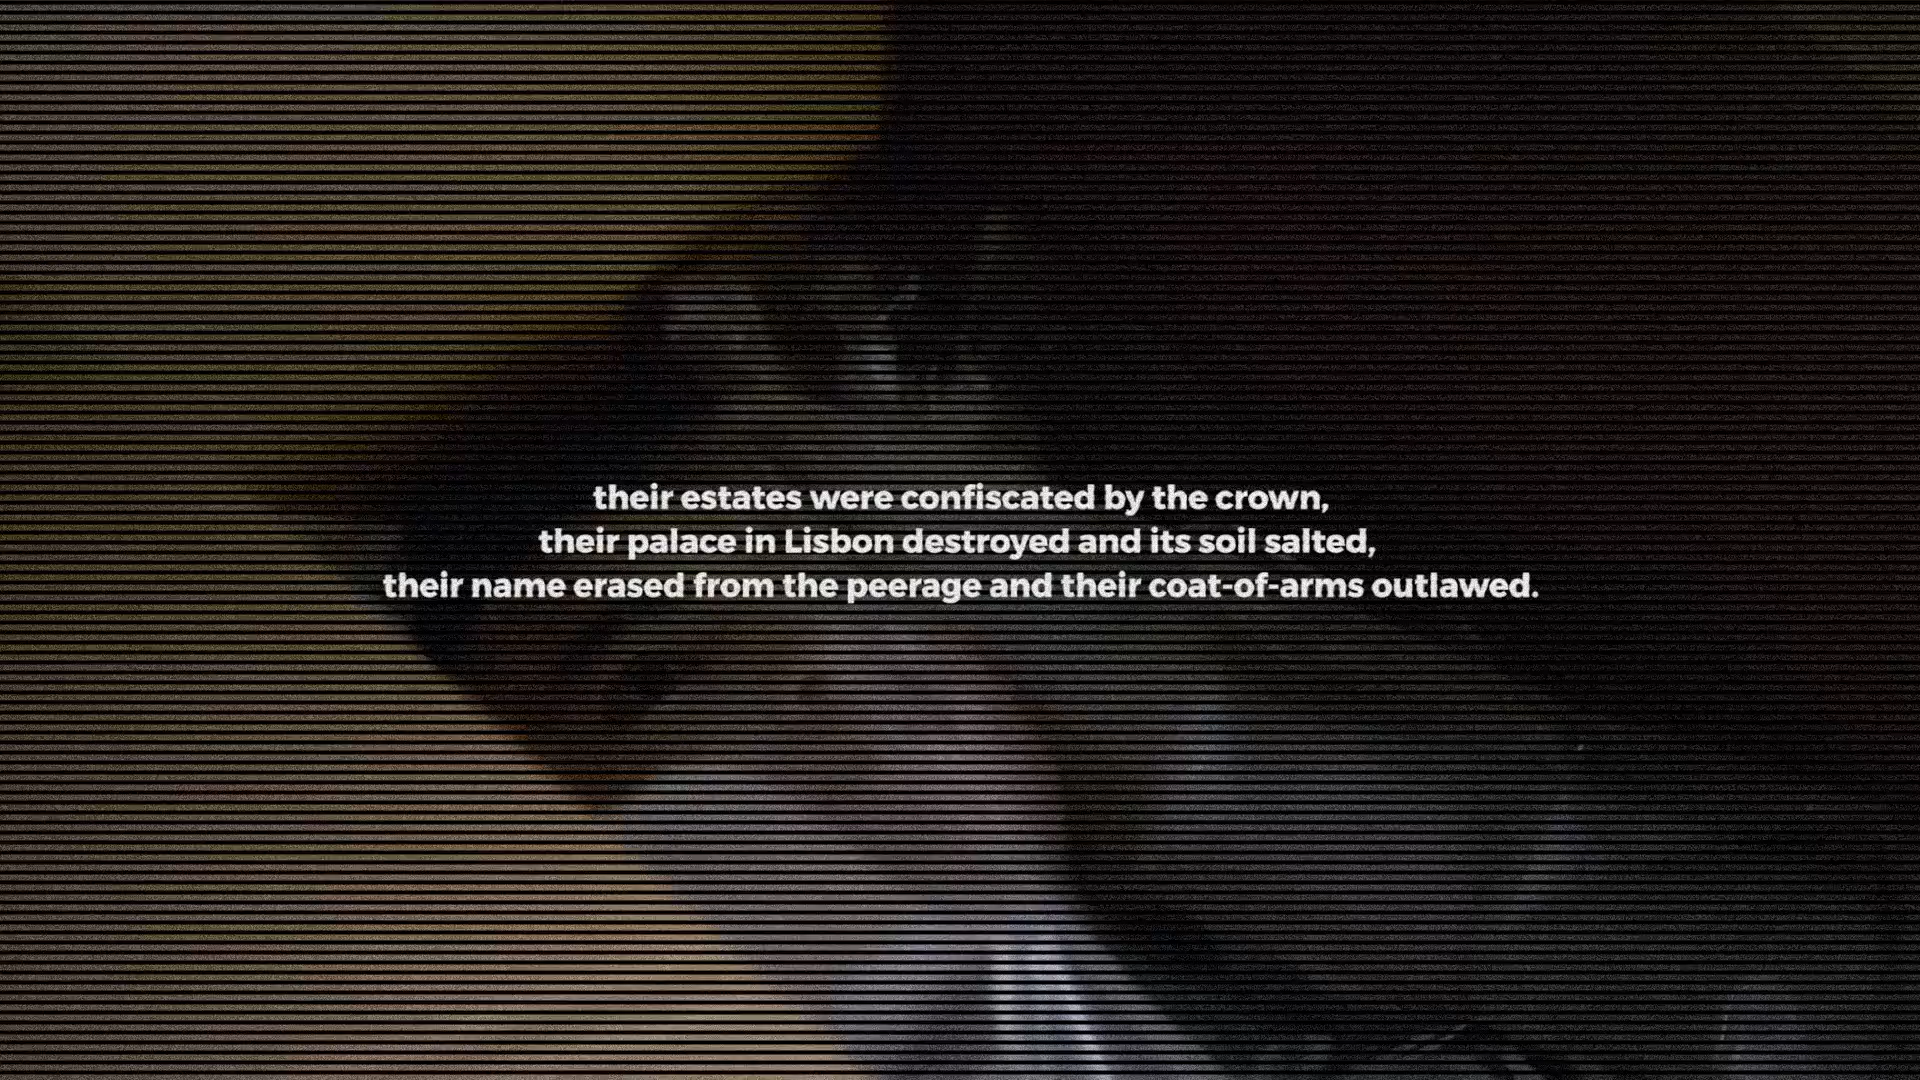 their estates were confiscated by the crown,
their palace in Lisbon destroyed and its soil salted,
their name erased from the peerage and their coat-of-arms outlawed.